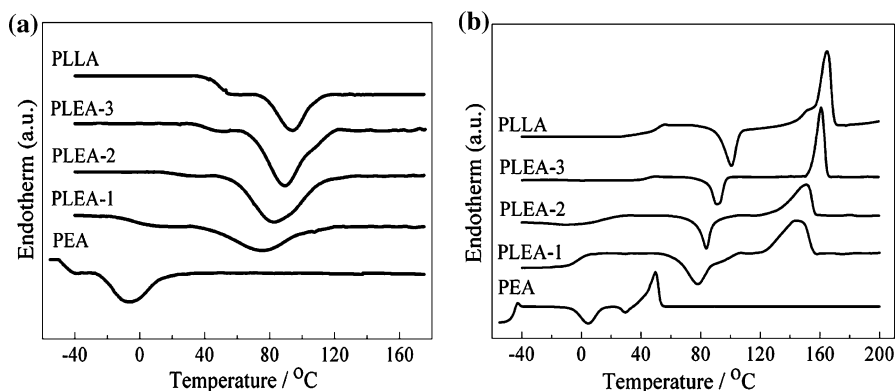 (a)
Endotherm (a.u.)
PLLA
PLEA-3
PLEA-2
PLEA-1
PEA
-40 0 40 80 120 160
Temperature / °C
(b)
Endotherm (a.u.)
PLLA
PLEA-3
PLEA-2
PLEA-1
PEA
-40 0 40 80 120 160 200
Temperature / °C